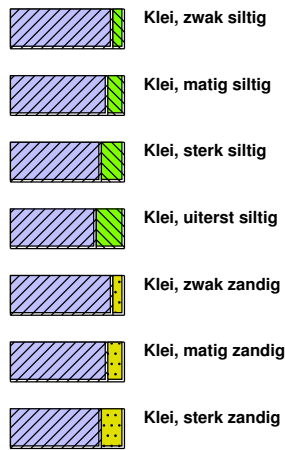 Klei, zwak siltig
Klei, matig siltig
Klei, sterk siltig
Klei, uiterst siltig
Klei, zwak zandig
Klei, matig zandig
Klei, sterk zandig